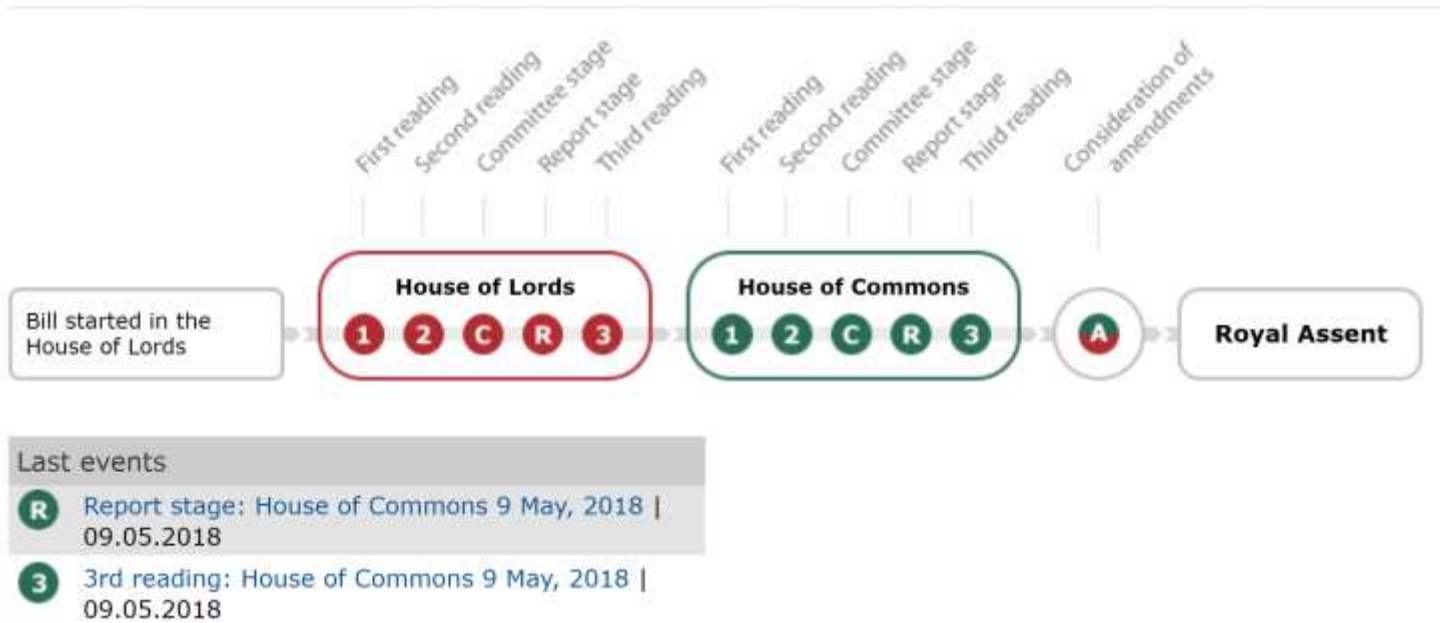 First reading
Second reading
Committee stage
Report stage
Third reading
First reading
Second reading
Committee stage
Report stage
Third reading
Consideration of
amendments
Bill started in the
House of Lords
House of Lords
1 2 C R 3
House of Commons
1 2 C R 3
A
Royal Assent
Last events
R Report stage: House of Commons 9 May, 2018 |
09.05.2018
3 3rd reading: House of Commons 9 May, 2018 |
09.05.2018